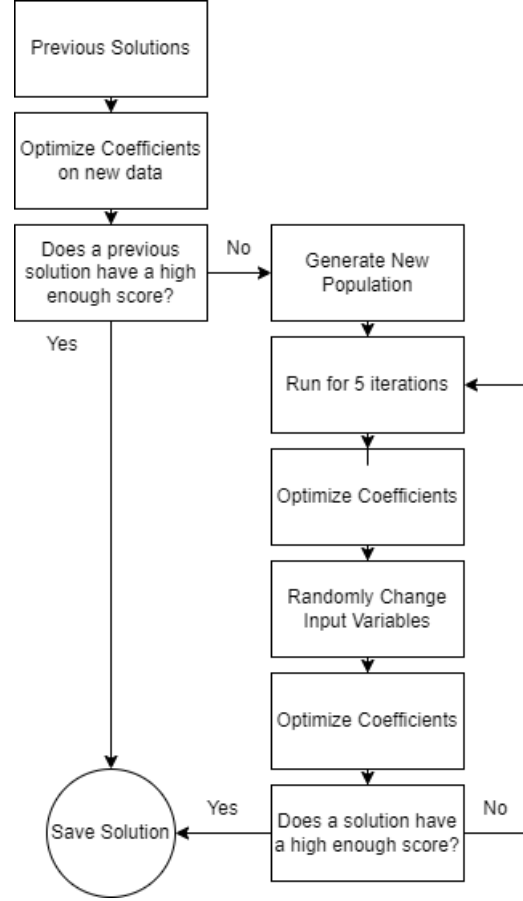 Previous Solutions
Optimize Coefficients
on new data
Does a previous
solution have a high
enough score?
No
Generate New
Population
Yes
Run for 5 iterations
Optimize Coefficients
Randomly Change
Input Variables
Optimize Coefficients
Does a solution have
a high enough score?
Yes
No
Save Solution